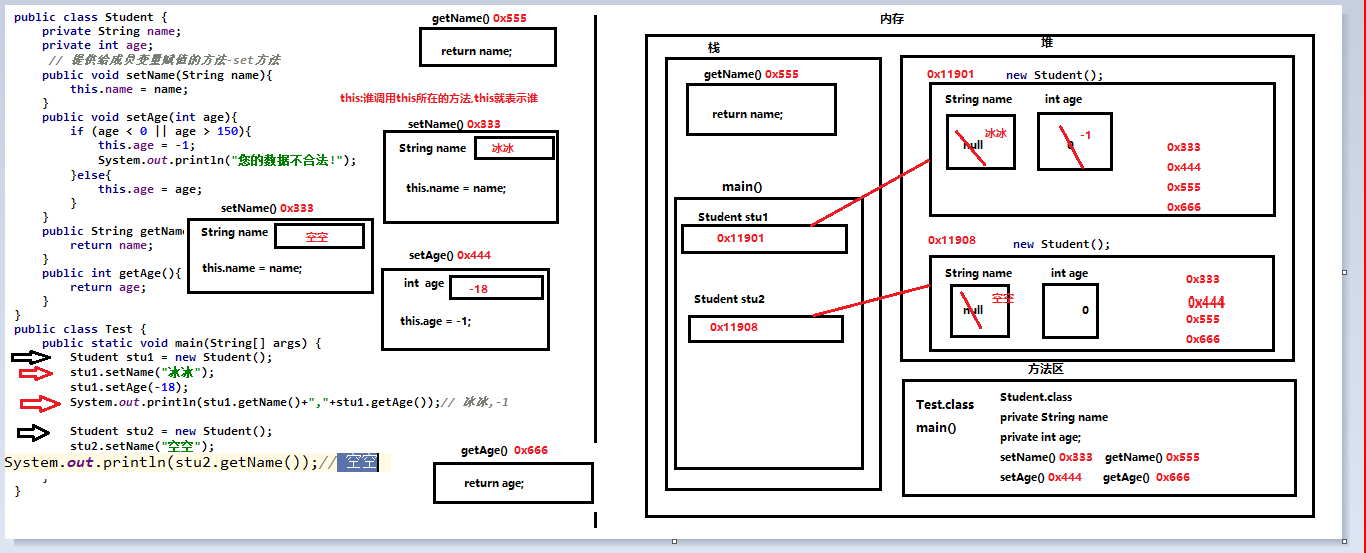 public class Student {
private String name;
private int age;
// 提供给成员变量赋值的方法-set方法
public void setName(String name){
this.name = name;
}
public void setAge(int age){
if (age < 0 || age > 150){
this.age = -1;
System.out.println("您的数据不合法!");
}else{
this.age = age;
}
}
public String getName
return name;
}
public int getAge(){
return age;
}
}
public class Test {
public static void main(String[] args) {
Student stu1 = new Student();
stu1.setName("冰冰");
stu1.setAge(-18);
System.out.println(stu1.getName()+","+stu1.getAge());// 冰冰,-1
Student stu2 = new Student();
stu2.setName("空空");
System.out.println(stu2.getName());// 空空
}
}
getName() 0x555
return name;
this:谁调用this所在的方法,this就表示谁
setName() 0x333
String name 冰冰
this.name = name;
setName() 0x333
String name 空空
this.name = name;
setAge() 0x444
int age -18
this.age = -1;
getAge() 0x666
return age;
内存
栈
getName() 0x555
return name;
main()
Student stu1
0x11901
Student stu2
0x11908
堆
0x11901 new Student();
String name int age
null 冰冰
0 -1
0x333
0x444
0x555
0x666
0x11908 new Student();
String name int age
null 空空
0
0x333
0x444
0x555
0x666
方法区
Test.class
main()
Student.class
private String name
private int age;
setName() 0x333 getName() 0x555
setAge() 0x444 getAge() 0x666